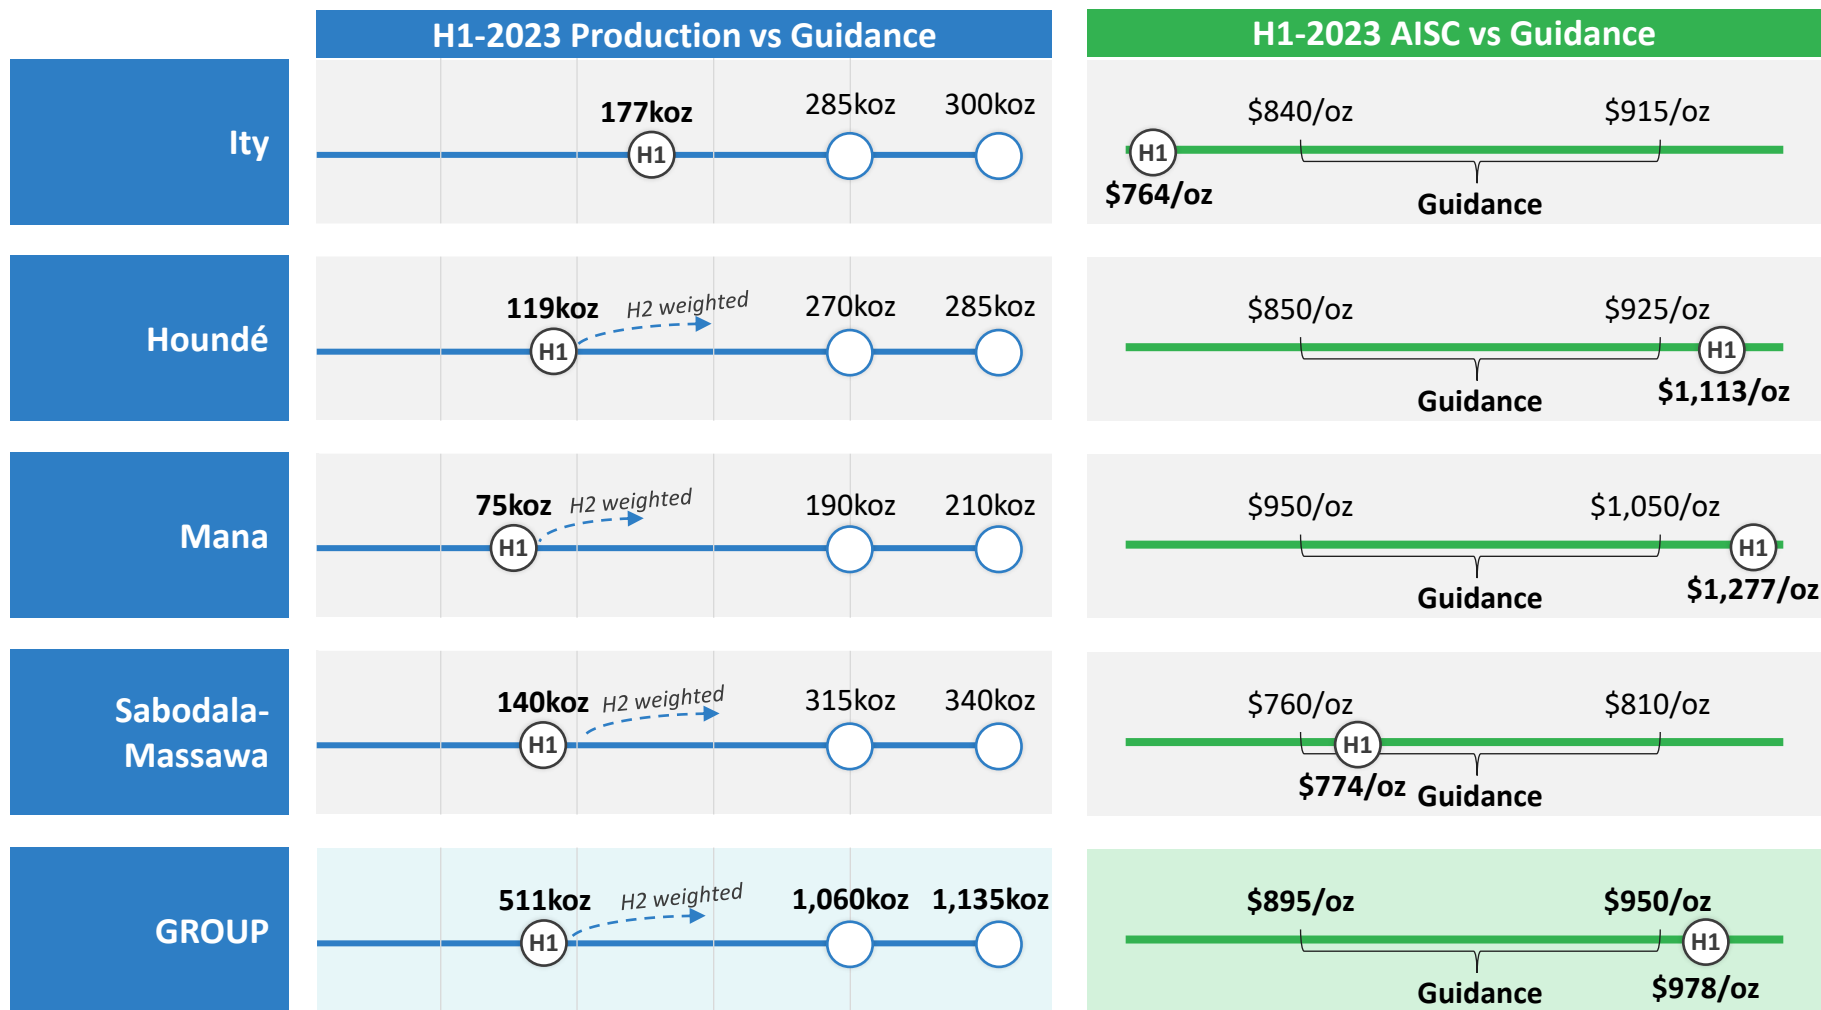 H1-2023 Production vs Guidance
H1-2023 AISC vs Guidance
Ity
177koz
285koz
300koz
H1
$840/oz
$915/oz
H1
$764/oz
Guidance
Houndé
119koz
H2 weighted
270koz
285koz
H1
$850/oz
$925/oz
H1
$1,113/oz
Guidance
Mana
75koz
H2 weighted
190koz
210koz
H1
$950/oz
$1,050/oz
H1
$1,277/oz
Guidance
Sabodala-
Massawa
140koz
H2 weighted
315koz
340koz
H1
$760/oz
$810/oz
H1
$774/oz
Guidance
GROUP
511koz
H2 weighted
1,060koz
1,135koz
H1
$895/oz
$950/oz
H1
$978/oz
Guidance